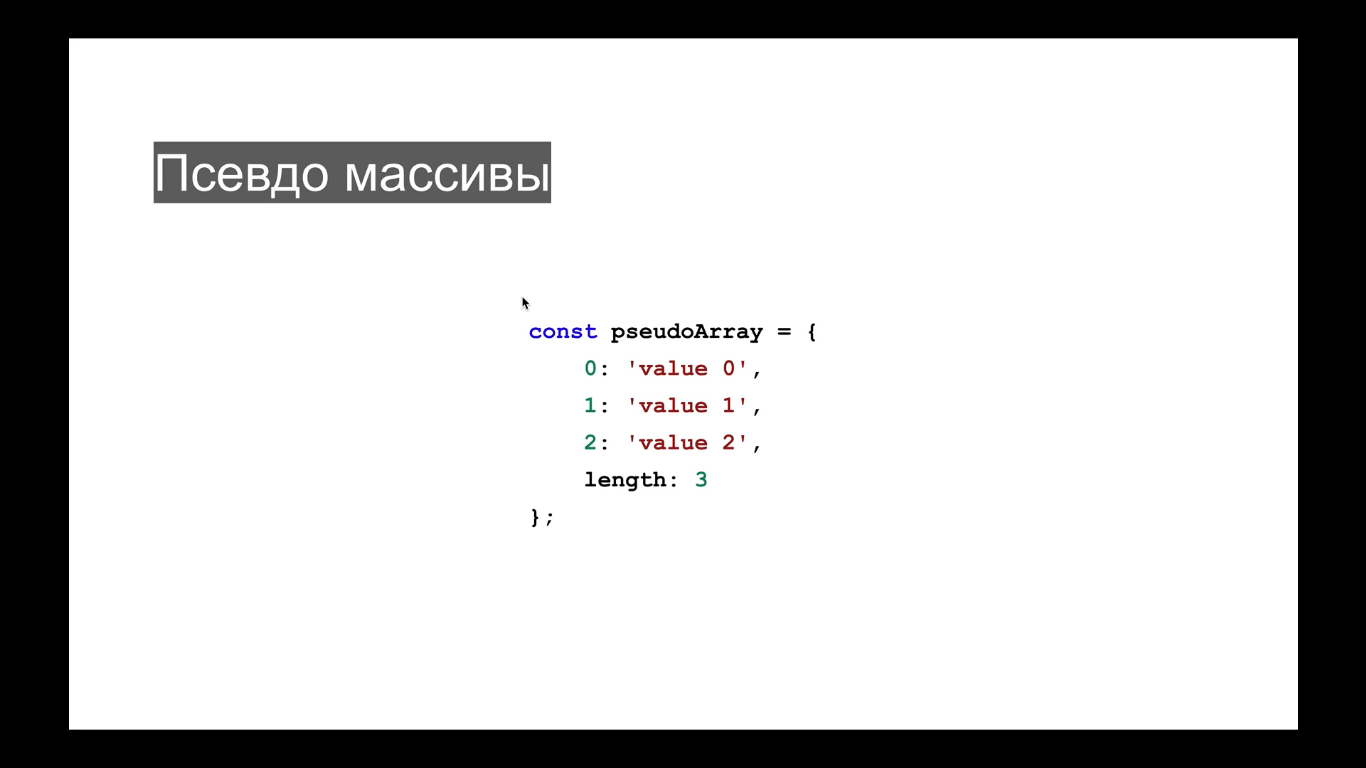 Псевдо массивы
const pseudoArray = {
0: 'value 0',
1: 'value 1',
2: 'value 2',
length: 3
};